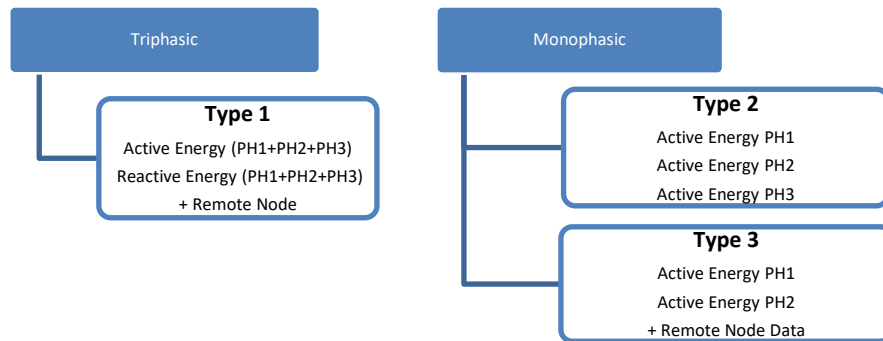 Triphasic
Type 1
Active Energy (PH1+PH2+PH3)
Reactive Energy (PH1+PH2+PH3)
+ Remote Node
Monophasic
Type 2
Active Energy PH1
Active Energy PH2
Active Energy PH3
Type 3
Active Energy PH1
Active Energy PH2
+ Remote Node Data